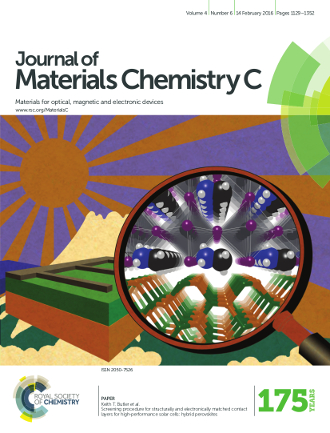 Volume 4 | Number 6 | 14 February 2016 | Pages 1129–1352
Journal of
Materials Chemistry C
Materials for optical, magnetic and electronic devices
www.rsc.org/MaterialsC
ISSN 2050-7526
ROYAL SOCIETY
OF CHEMISTRY
PAPER
Keith T. Butler et al.
Screening procedure for structurally and electronically matched contact
layers for high-performance solar cells: hybrid perovskites
175 YEARS